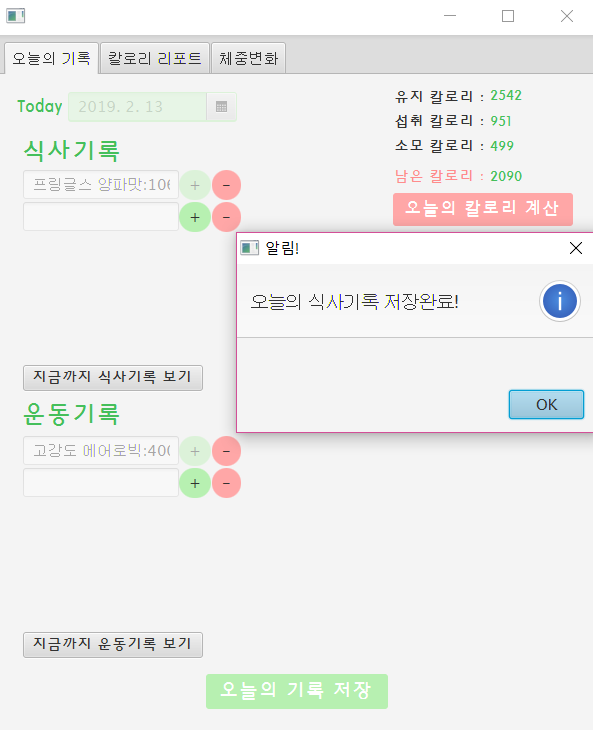 오늘의 기록 칼로리 리포트 체중변화
Today 2019. 2. 13
유지 칼로리 : 2542
섭취 칼로리 : 951
소모 칼로리 : 499
남은 칼로리 : 2090
오늘의 칼로리 계산
식사기록
프링글스 양파맛:106 + -
+ -
알림!
오늘의 식사기록 저장완료!
OK
지금까지 식사기록 보기
운동기록
고강도 에어로빅:400 + -
+ -
지금까지 운동기록 보기
오늘의 기록 저장